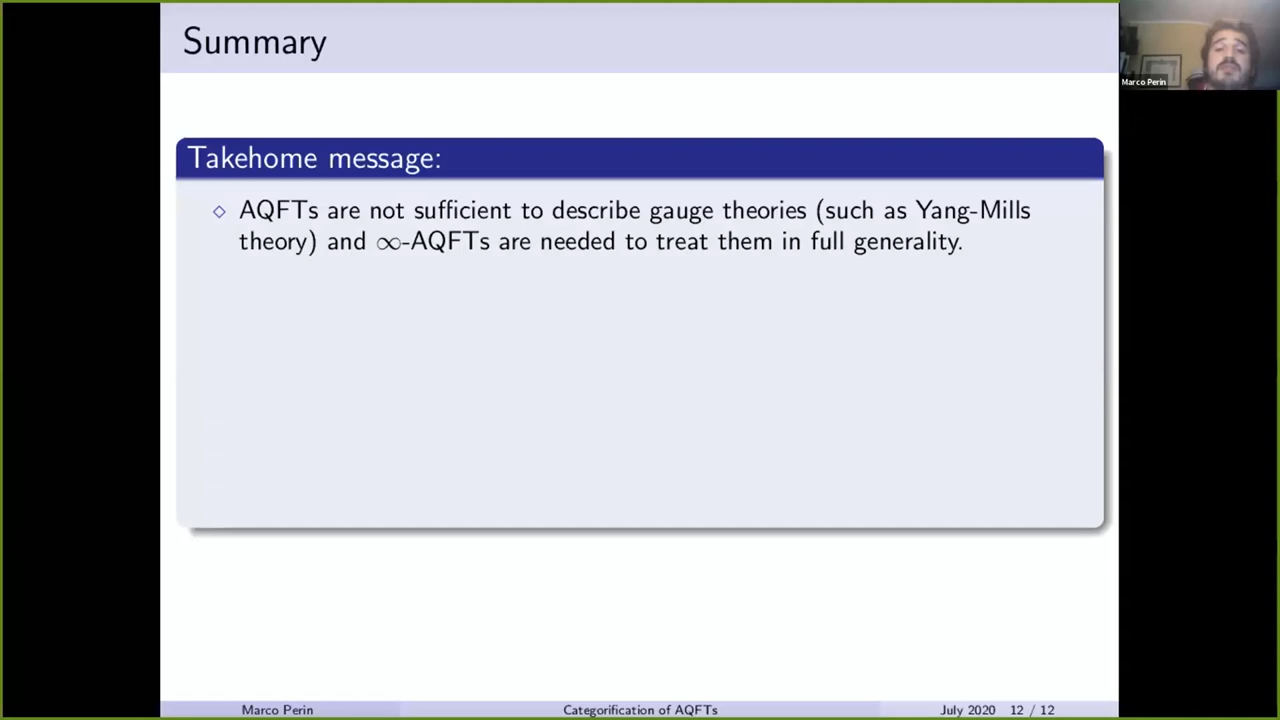 Summary
Marco Perin
Takehome message:
◇ AQFTs are not sufficient to describe gauge theories (such as Yang-Mills
theory) and ∞-AQFTs are needed to treat them in full generality.
Marco Perin
Categorification of AQFTs
July 2020 12 / 12